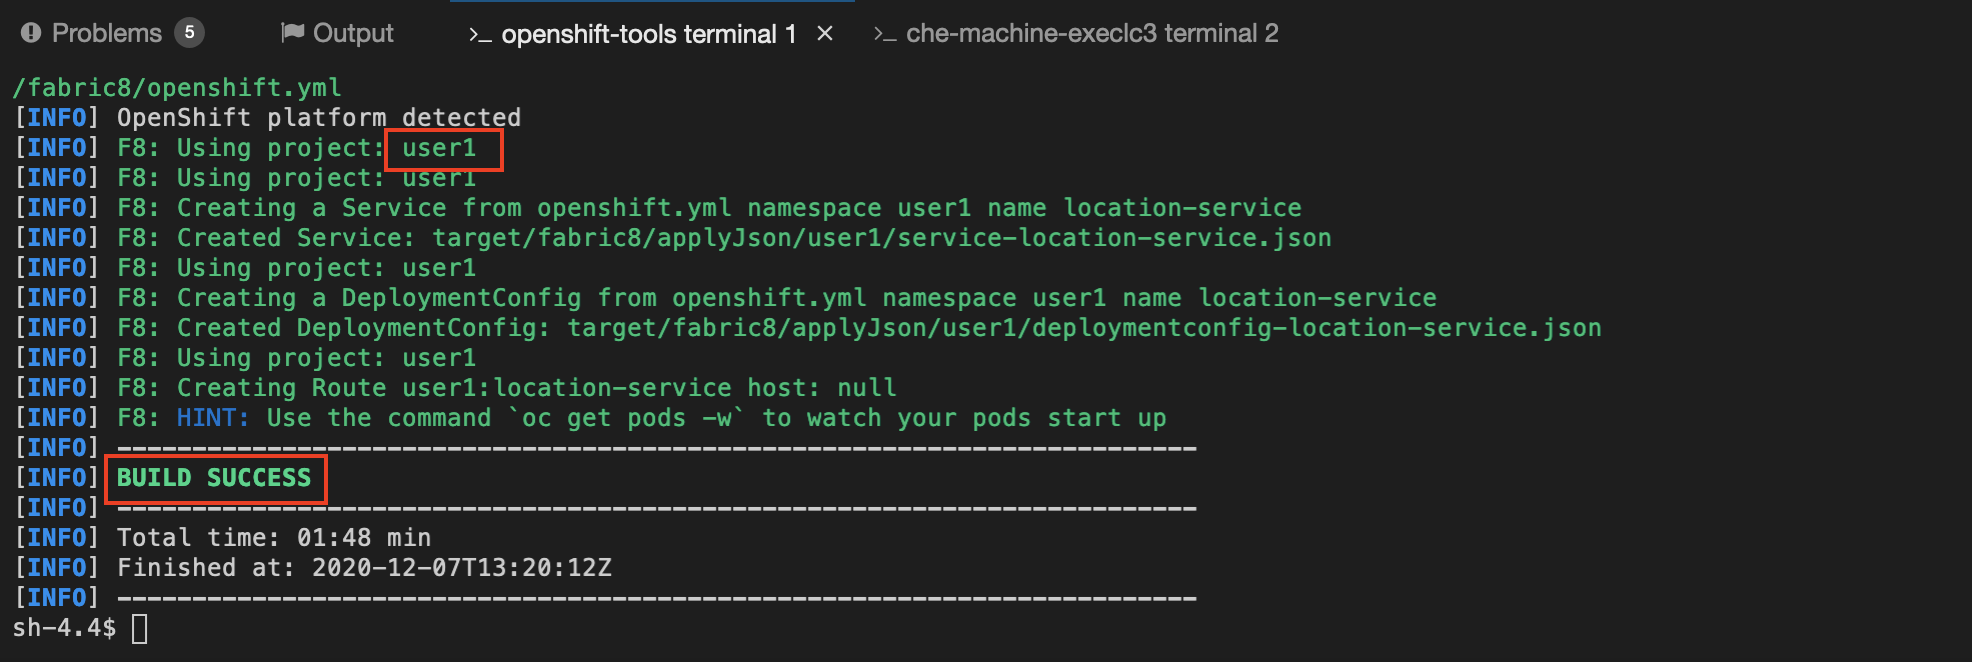 Problems 5 Output >_ openshift-tools terminal 1 × >_ che-machine-execlc3 terminal 2
/fabric8/openshift.yml
[INFO] OpenShift platform detected
[INFO] F8: Using project: user1
[INFO] F8: Using project: user1
[INFO] F8: Creating a Service from openshift.yml namespace user1 name location-service
[INFO] F8: Created Service: target/fabric8/applyJson/user1/service-location-service.json
[INFO] F8: Using project: user1
[INFO] F8: Creating a DeploymentConfig from openshift.yml namespace user1 name location-service
[INFO] F8: Created DeploymentConfig: target/fabric8/applyJson/user1/deploymentconfig-location-service.json
[INFO] F8: Using project: user1
[INFO] F8: Creating Route user1:location-service host: null
[INFO] F8: HINT: Use the command `oc get pods -w` to watch your pods start up
[INFO] ------------------------------------------------------------------------
[INFO] BUILD SUCCESS
[INFO] ------------------------------------------------------------------------
[INFO] Total time: 01:48 min
[INFO] Finished at: 2020-12-07T13:20:12Z
[INFO] ------------------------------------------------------------------------
sh-4.4$